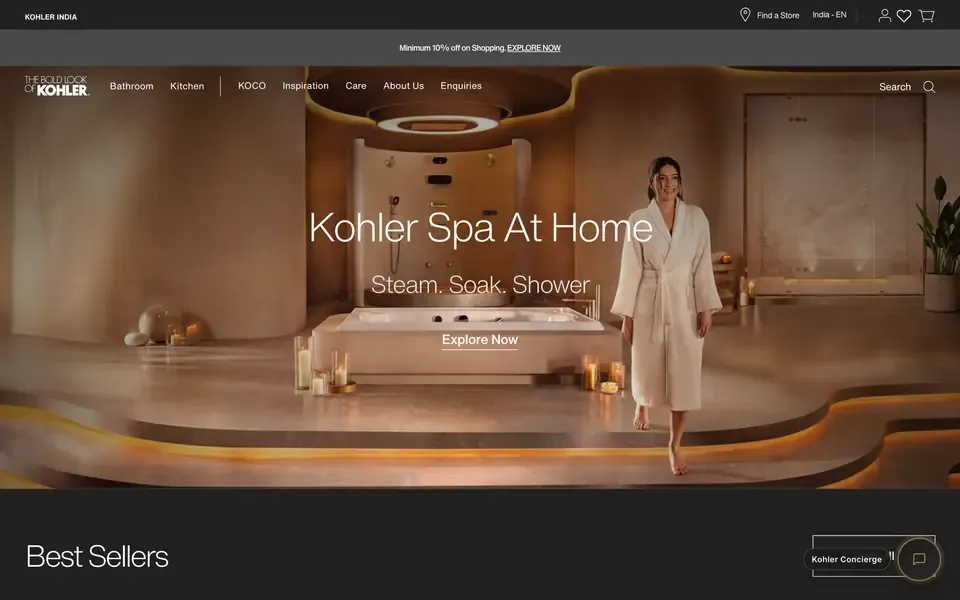 KOHLER INDIA
Find a Store
India - EN
Minimum 10% off on Shopping. EXPLORE NOW
THE BOLD LOOK
OF KOHLER.
Bathroom
Kitchen
KOCO
Inspiration
Care
About Us
Enquiries
Search
Kohler Spa At Home
Steam. Soak. Shower
Explore Now
Best Sellers
Kohler Concierge